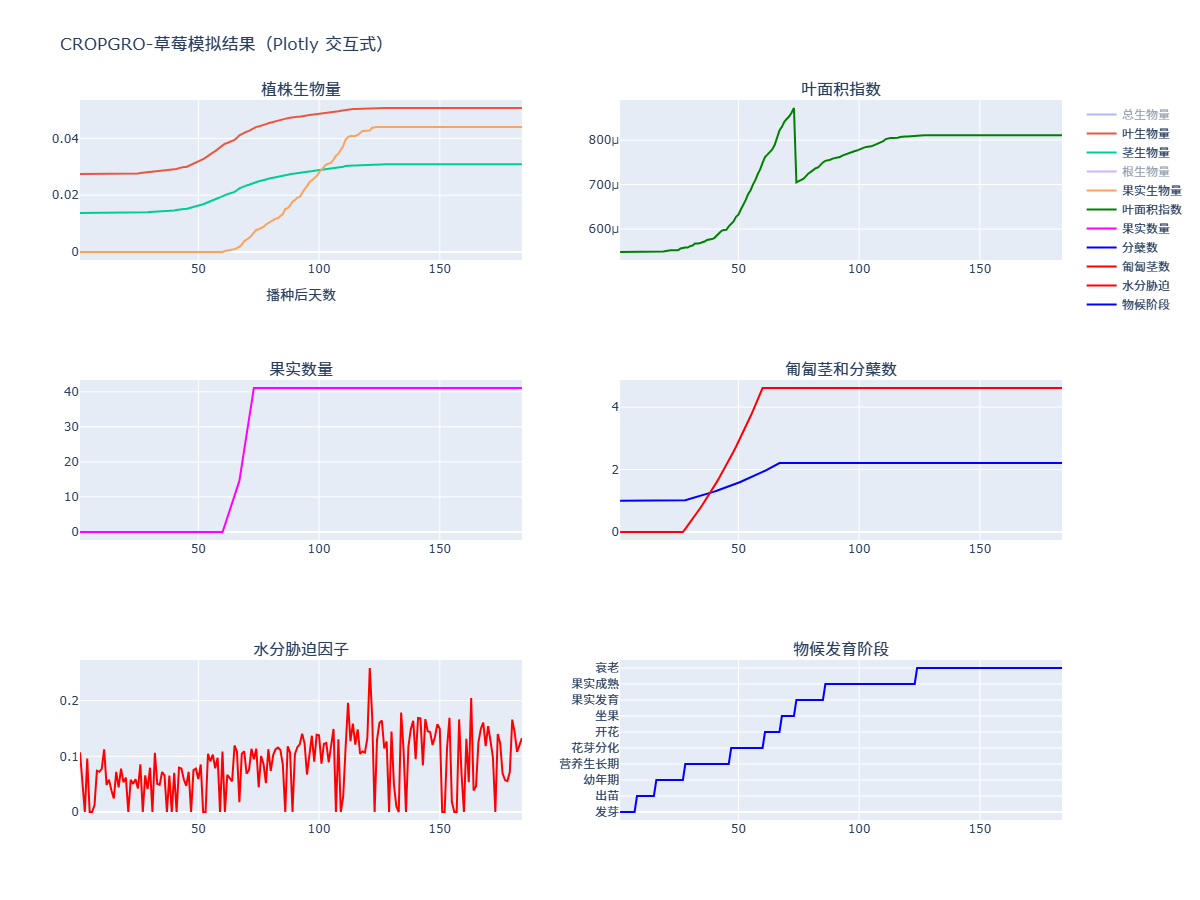 CROPGRO-草莓模拟结果（Plotly 交互式）
植株生物量
0.04
0.02
0
50
100
150
播种后天数
叶面积指数
800μ
700μ
600μ
50
100
150
总生物量
叶生物量
茎生物量
根生物量
果实生物量
叶面积指数
果实数量
分蘖数
匍匐茎数
水分胁迫
物候阶段
果实数量
40
30
20
10
0
50
100
150
匍匐茎和分蘖数
4
2
0
50
100
150
水分胁迫因子
0.2
0.1
0
50
100
150
物候发育阶段
衰老
果实成熟
果实发育
坐果
开花
花芽分化
营养生长期
幼年期
出苗
发芽
50
100
150